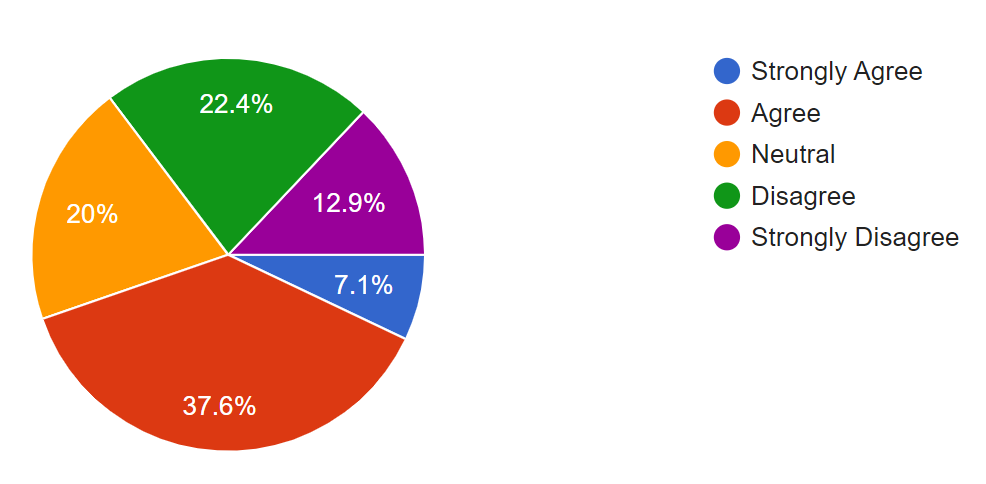 22.4%
12.9%
20%
7.1%
37.6%
Strongly Agree
Agree
Neutral
Disagree
Strongly Disagree